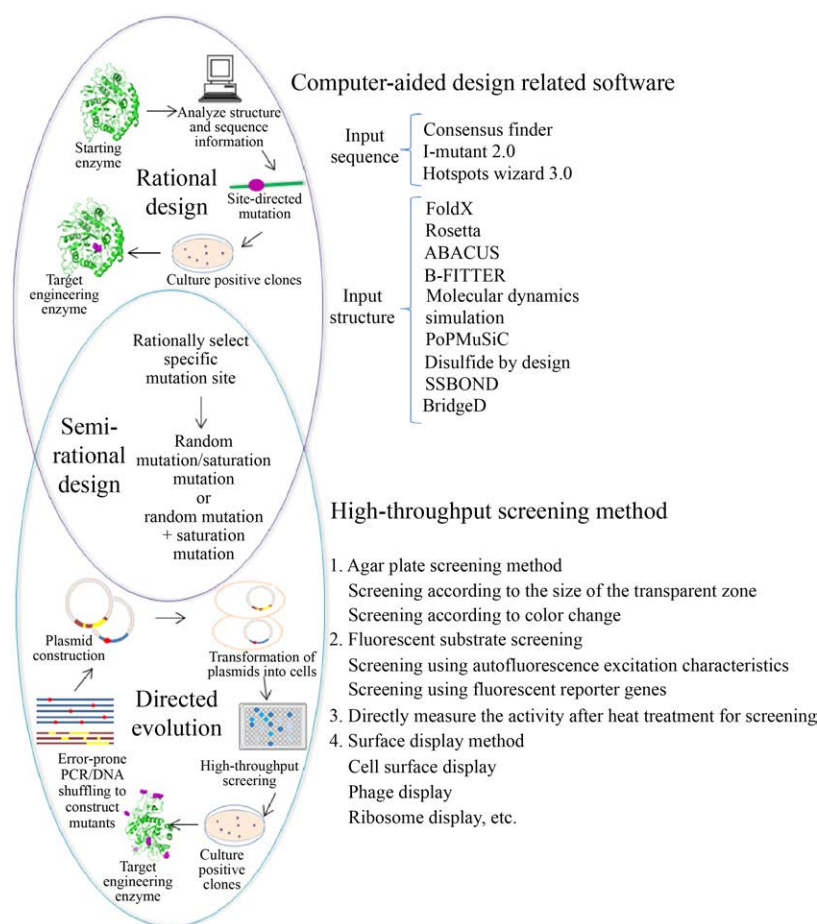 Computer-aided design related software
Starting
enzyme
Analyze structure
and sequence
information
Rational
design
Site-directed
mutation
Culture positive clones
Target
engineering
enzyme
Input
sequence
Consensus finder
I-mutant 2.0
Hotspots wizard 3.0
Input
structure
FoldX
Rosetta
ABACUS
B-FITTER
Molecular dynamics
simulation
PoPMuSiC
Disulfide by design
SSBOND
BridgeD
Rationally select
specific
mutation site
Semi-
rational
design
Random
mutation/saturation
mutation
or
random mutation
+ saturation
mutation
High-throughput screening method
1. Agar plate screening method
Screening according to the size of the transparent zone
Screening according to color change
2. Fluorescent substrate screening
Screening using autofluorescence excitation characteristics
Screening using fluorescent reporter genes
3. Directly measure the activity after heat treatment for screening
4. Surface display method
Cell surface display
Phage display
Ribosome display, etc.
Plasmid
construction
Transformation of
plasmids into cells
Directed
evolution
Error-prone
PCR/DNA
shuffling to
construct
mutants
High-throughput
screering
Culture
positive
clones
Target
engineering
enzyme